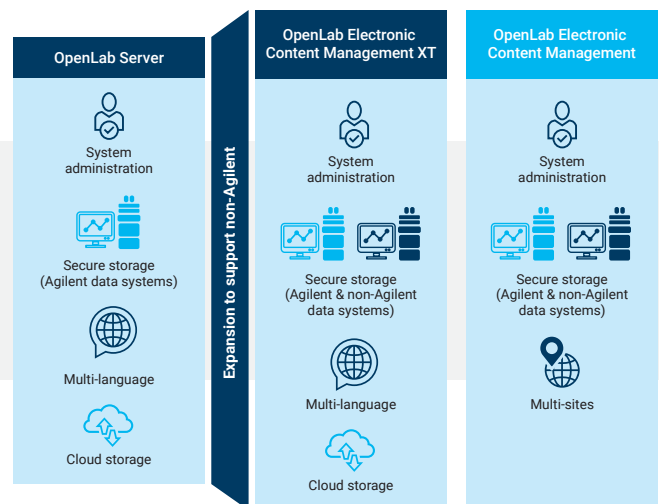 OpenLab Server
System
administration
Secure storage
(Agilent data systems)
Multi-language
Cloud storage
Expansion to support non-Agilent
OpenLab Electronic
Content Management XT
System
administration
Secure storage
(Agilent & non-Agilent
data systems)
Multi-language
Cloud storage
OpenLab Electronic
Content Management
System
administration
Secure storage
(Agilent & non-Agilent
data systems)
Multi-sites